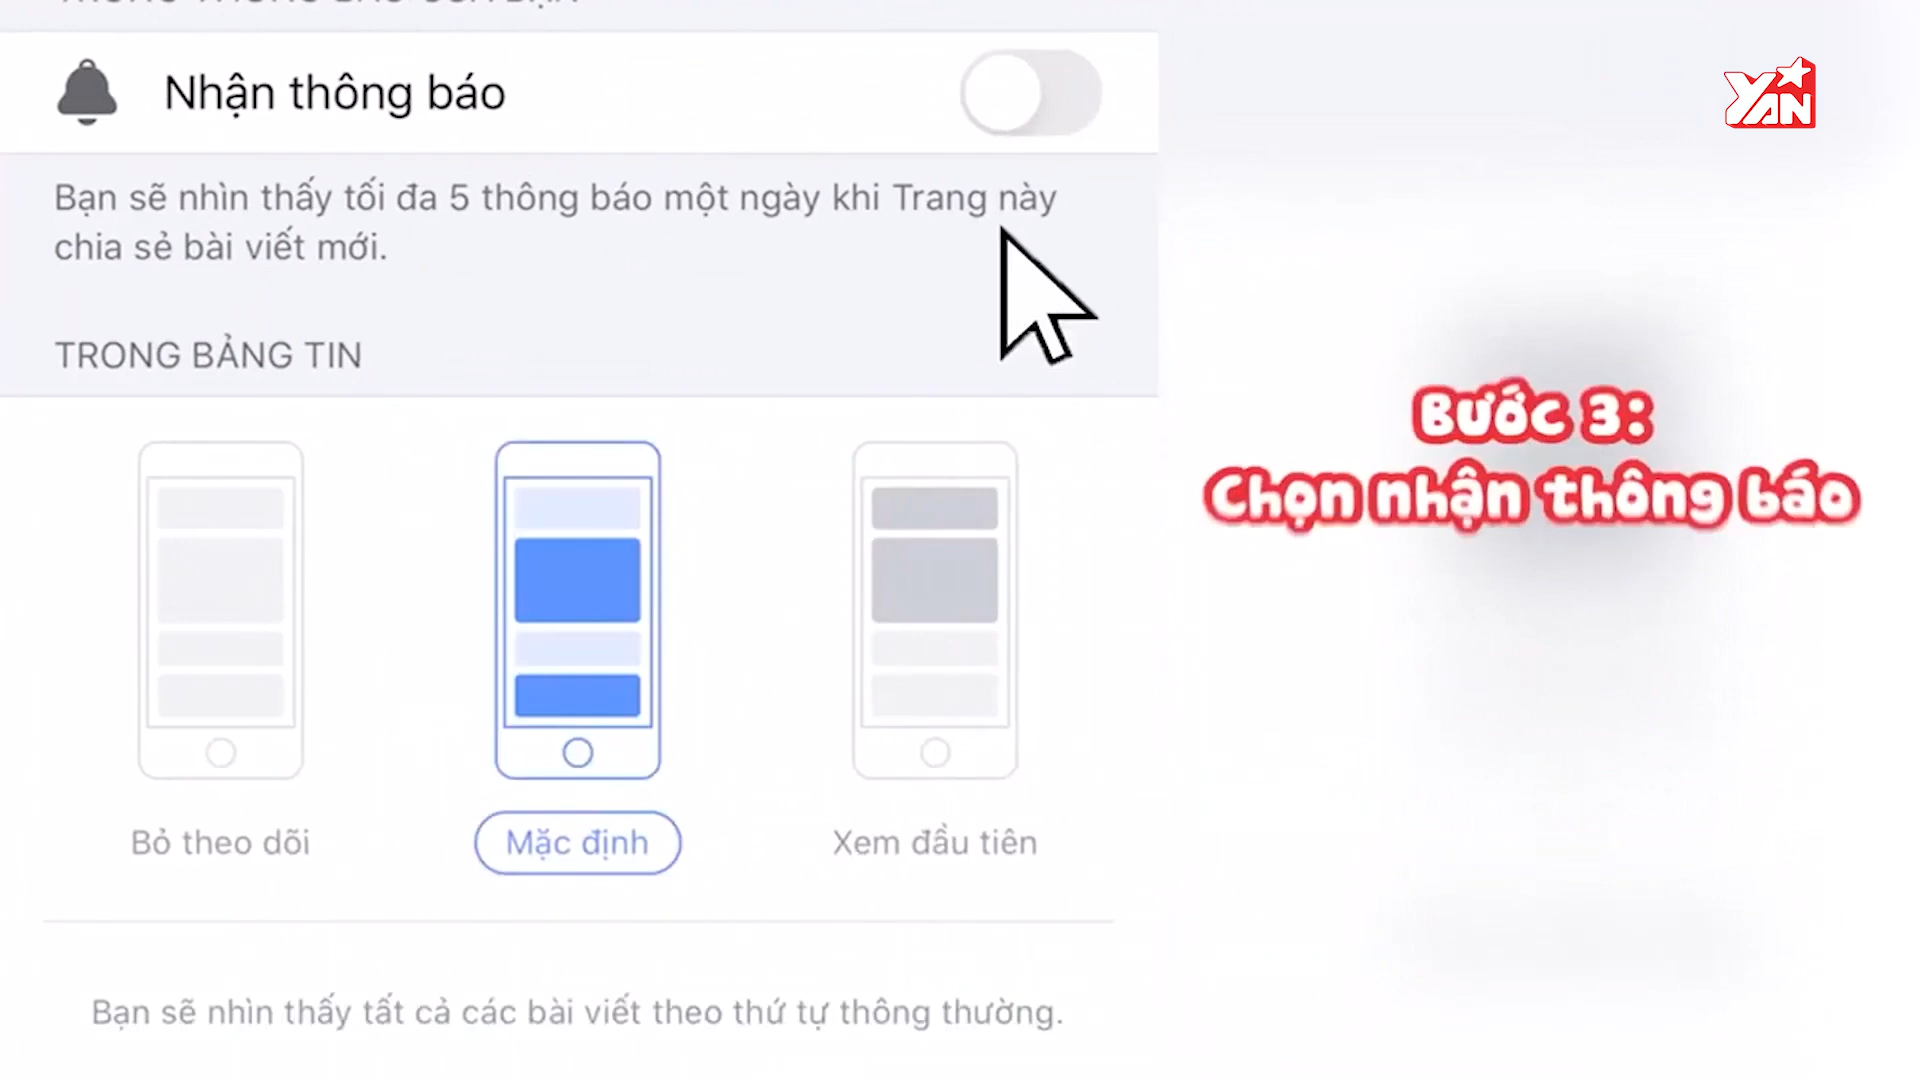 Nhận thông báo
YAN
Bạn sẽ nhìn thấy tối đa 5 thông báo một ngày khi Trang này
chia sẻ bài viết mới.
TRONG BẢNG TIN
Bước 3:
Chọn nhận thông báo
Bỏ theo dõi
Mặc định
Xem đầu tiên
Bạn sẽ nhìn thấy tất cả các bài viết theo thứ tự thông thường.